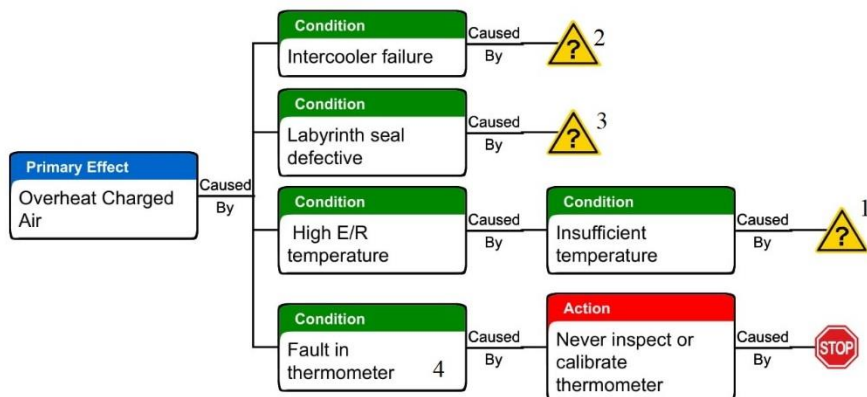 Condition
Intercooler failure
Caused
By
?
2
Condition
Labyrinth seal
defective
Caused
By
?
3
Primary Effect
Overheat Charged
Air
Caused
By
Condition
High E/R
temperature
Caused
By
Condition
Insufficient
temperature
Caused
By
?
1
Condition
Fault in
thermometer 4
Caused
By
Action
Never inspect or
calibrate
thermometer
Caused
By
STOP